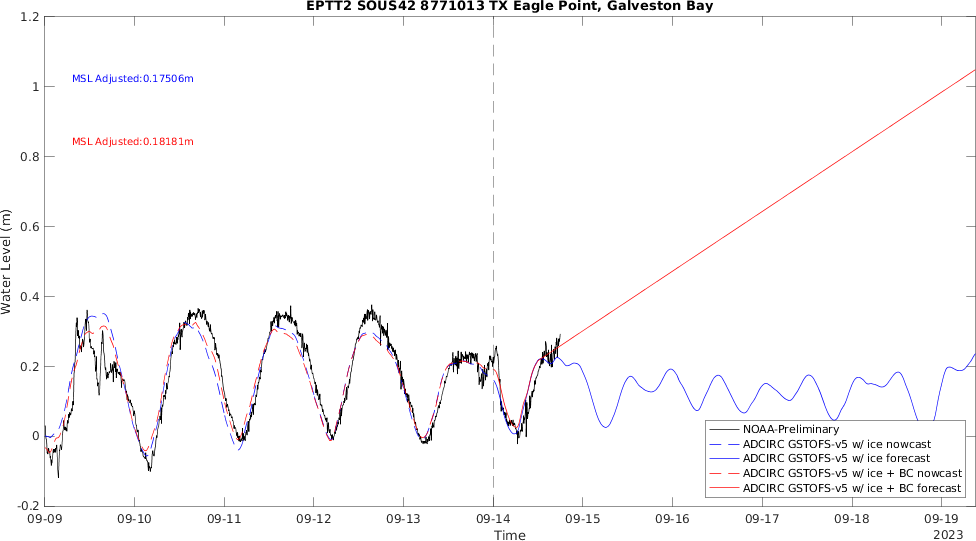 EPTT2 SOUS42 8771013 TX Eagle Point, Galveston Bay
1.2
MSL Adjusted:0.17506m
1
MSL Adjusted:0.18181m
0.8
0.6
Water Level (m)
0.4
0.2
0
-0.2
NOAA-Preliminary
ADCIRC GSTOFS-v5 w/ ice nowcast
ADCIRC GSTOFS-v5 w/ ice forecast
ADCIRC GSTOFS-v5 w/ ice + BC nowcast
ADCIRC GSTOFS-v5 w/ ice + BC forecast
09-09 09-10 09-11 09-12 09-13 09-14 09-15 09-16 09-17 09-18 09-19
Time 2023